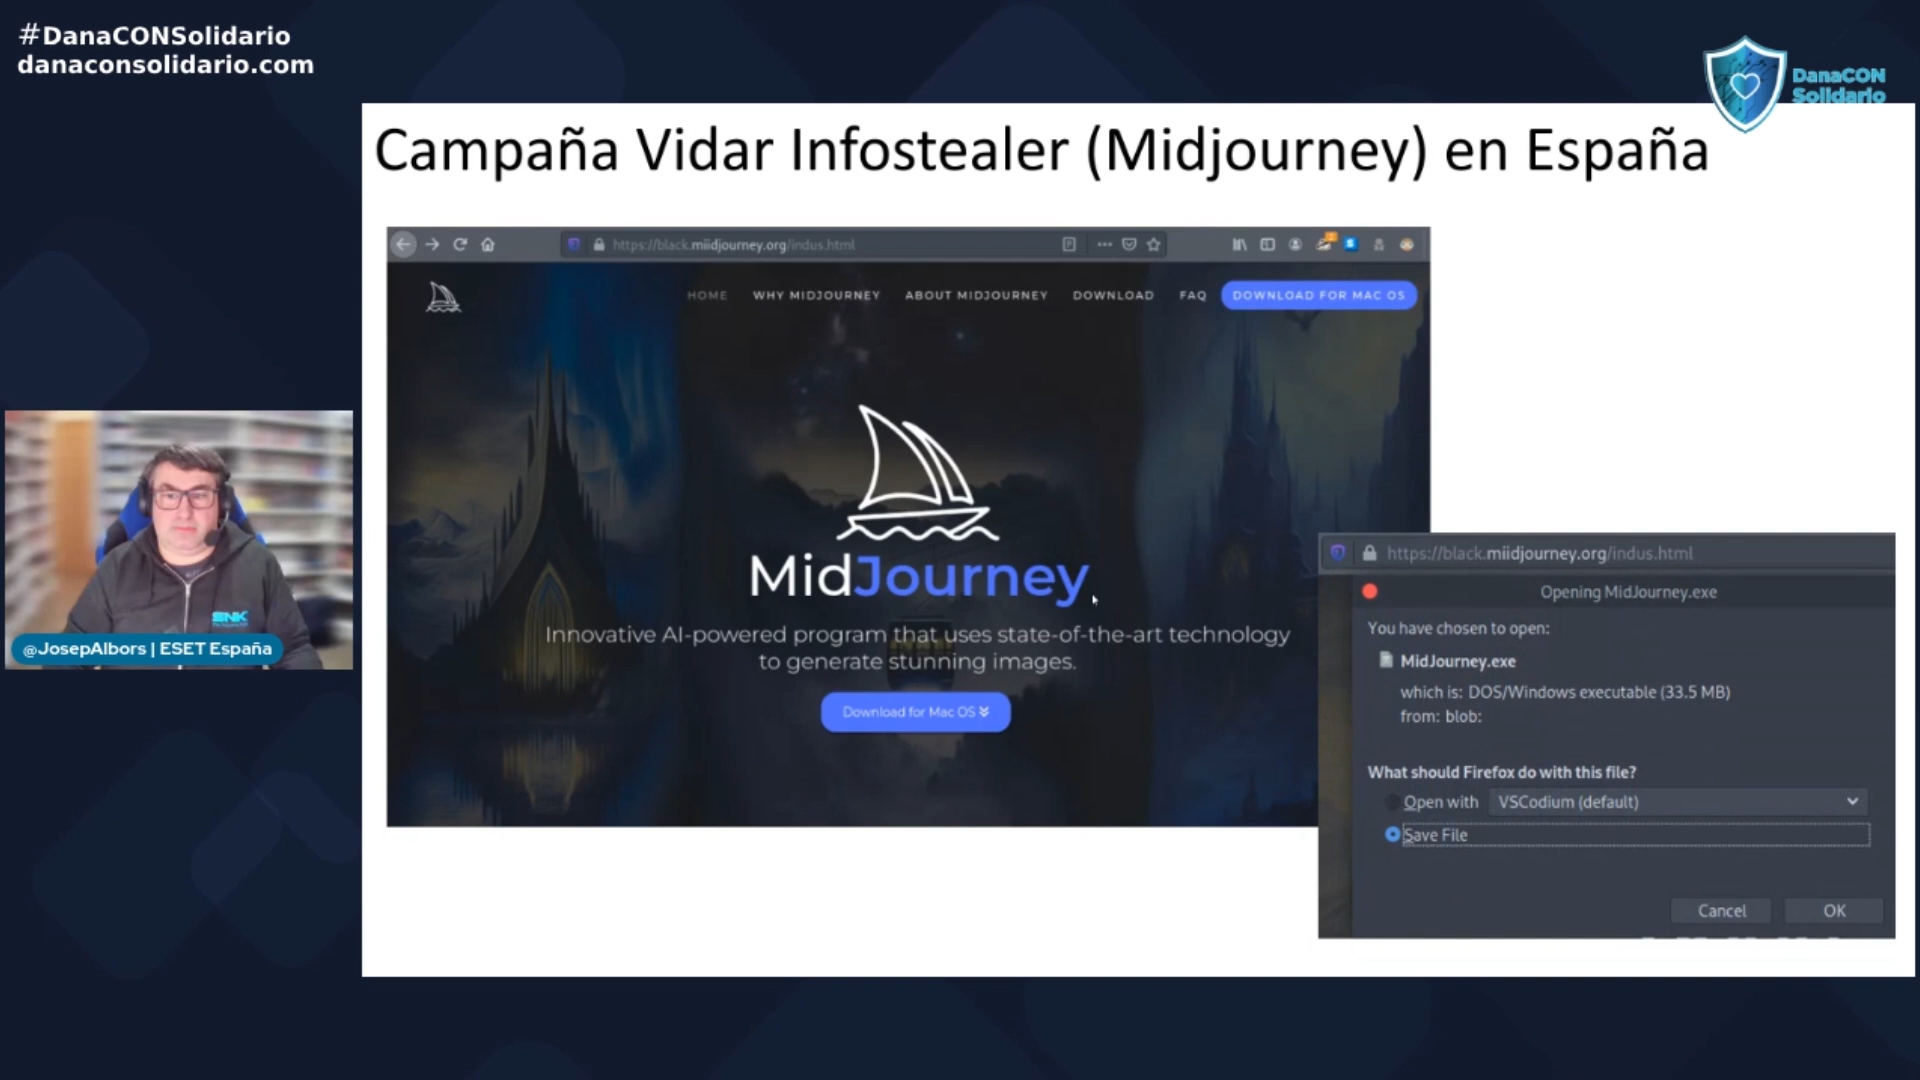 #DanaCONSolidario
danaconsolidario.com
DanaCON
Solidario
Campaña Vidar Infostealer (Midjourney) en España
https://black.miidjourney.org/indus.html
HOME WHY MIDJOURNEY ABOUT MIDJOURNEY DOWNLOAD FAQ DOWNLOAD FOR MAC OS
MidJourney
Innovative AI-powered program that uses state-of-the-art technology
to generate stunning images.
Download for Mac OS
https://black.miidjourney.org/indus.html
Opening MidJourney.exe
You have chosen to open:
MidJourney.exe
which is: DOS/Windows executable (33.5 MB)
from: blob:
What should Firefox do with this file?
Open with VSCodium (default)
Save File
Cancel OK
SNK
@JosepAlbors | ESET España